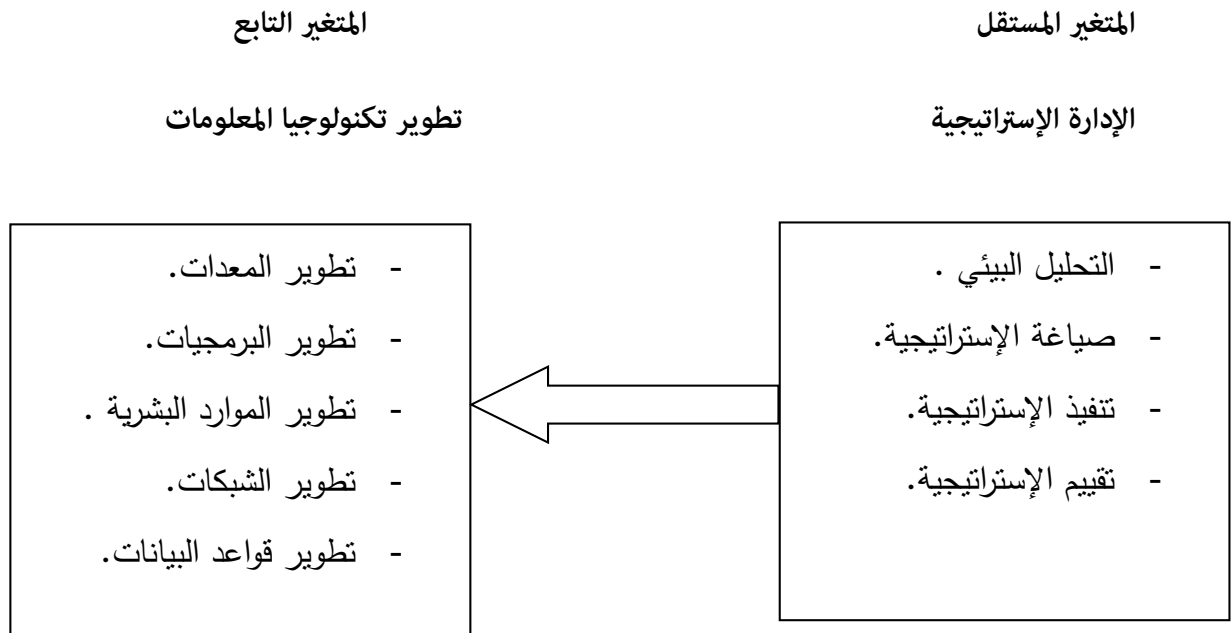 المتغير المستقل
المتغير التابع
الإدارة الإستراتيجية
تطوير تكنولوجيا المعلومات
- التحليل البيئي .
- صياغة الإستراتيجية.
- تنفيذ الإستراتيجية.
- تقييم الإستراتيجية.
- تطوير المعدات.
- تطوير البرمجيات.
- تطوير الموارد البشرية .
- تطوير الشبكات.
- تطوير قواعد البيانات.